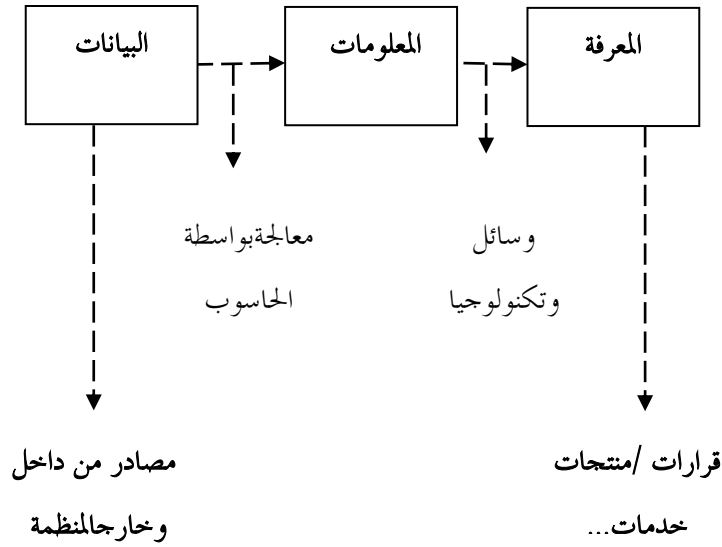 البيانات
المعلومات
المعرفة
معالجةبواسطة
الحاسوب
وسائل
وتكنولوجيا
مصادر من داخل
وخارجالمنظمة
قرارات /منتجات
خدمات...